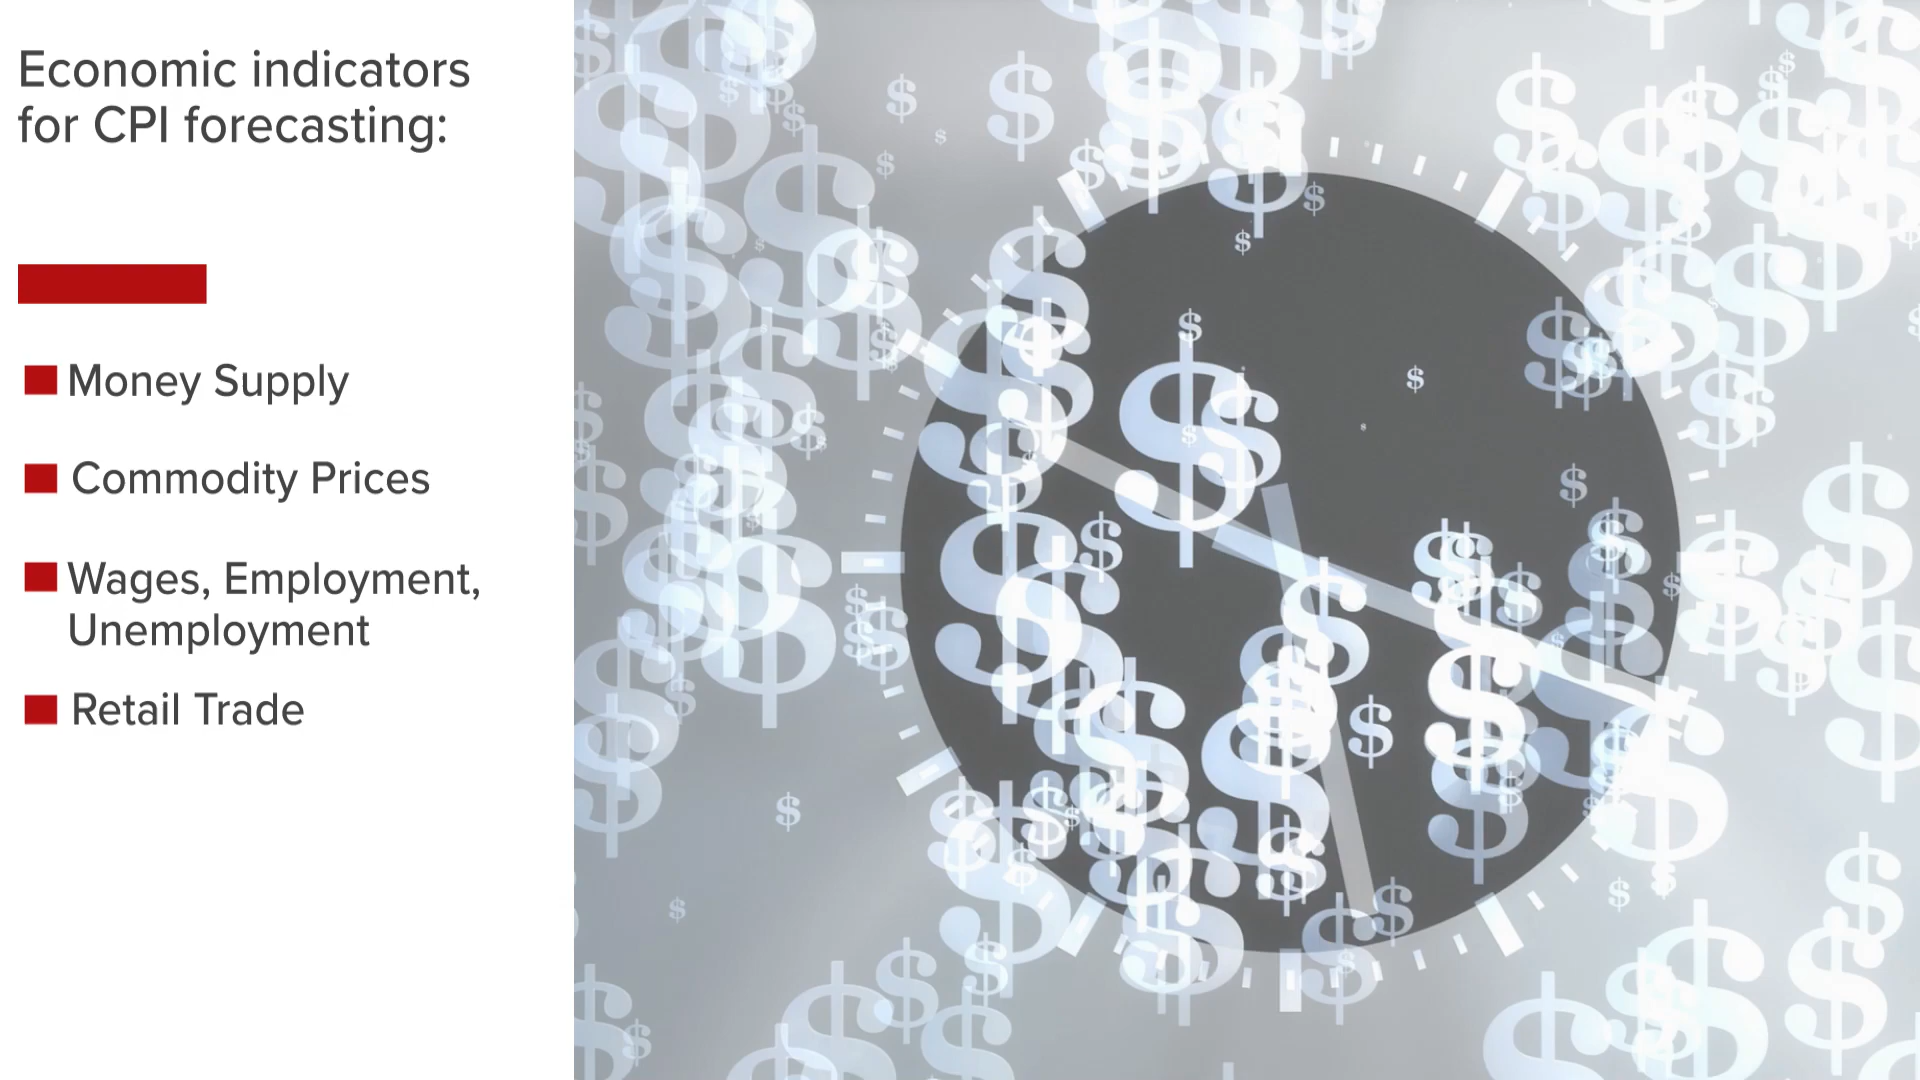 Economic indicators
for CPI forecasting:
Money Supply
Commodity Prices
Wages, Employment,
Unemployment
Retail Trade